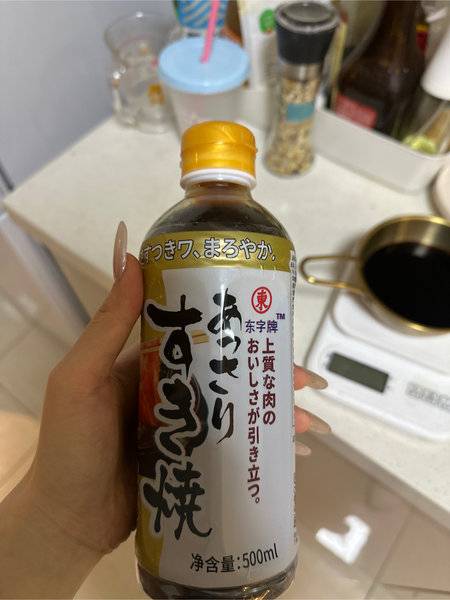 すっきワ、まろやか。
東
TM
东字牌
上質な肉の
おいしさが引き立つ。
あっさり
すき焼
净含量:500ml